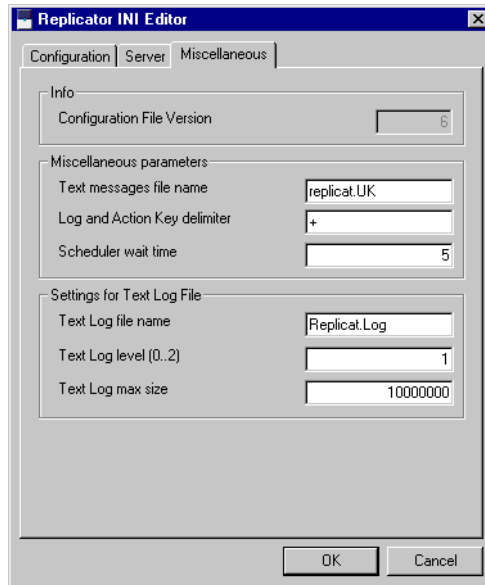 Replicator INI Editor
Configuration Server Miscellaneous
Info
Configuration File Version 6
Miscellaneous parameters
Text messages file name replicat.UK
Log and Action Key delimiter +
Scheduler wait time 5
Settings for Text Log File
Text Log file name Replicat.Log
Text Log level (0..2) 1
Text Log max size 10000000
OK Cancel